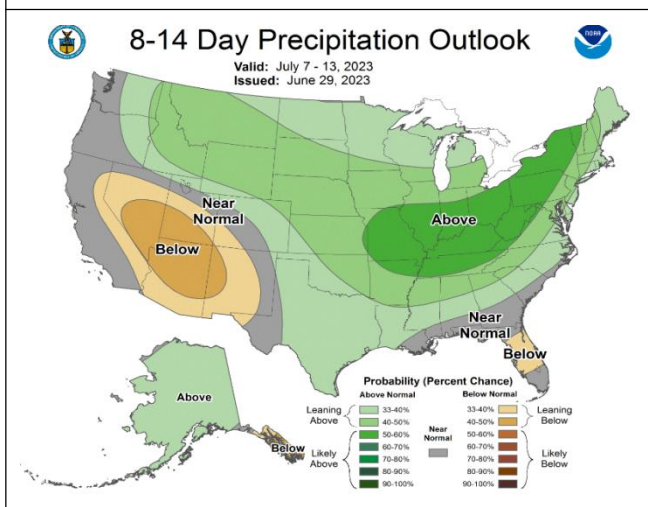 8-14 Day Precipitation Outlook
Valid: July 7 - 13, 2023
Issued: June 29, 2023
NOAA
Near
Normal
Below
Above
Near
Normal
Below
Above
Below
Probability (Percent Chance)
Above Normal
Below Normal
Leaning
Above
33-40%
40-50%
Likely
Above
50-60%
60-70%
70-80%
80-90%
90-100%
Near
Normal
33-40%
40-50%
Leaning
Below
50-60%
60-70%
70-80%
80-90%
90-100%
Likely
Below